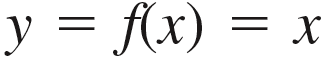 y = f(x) = x